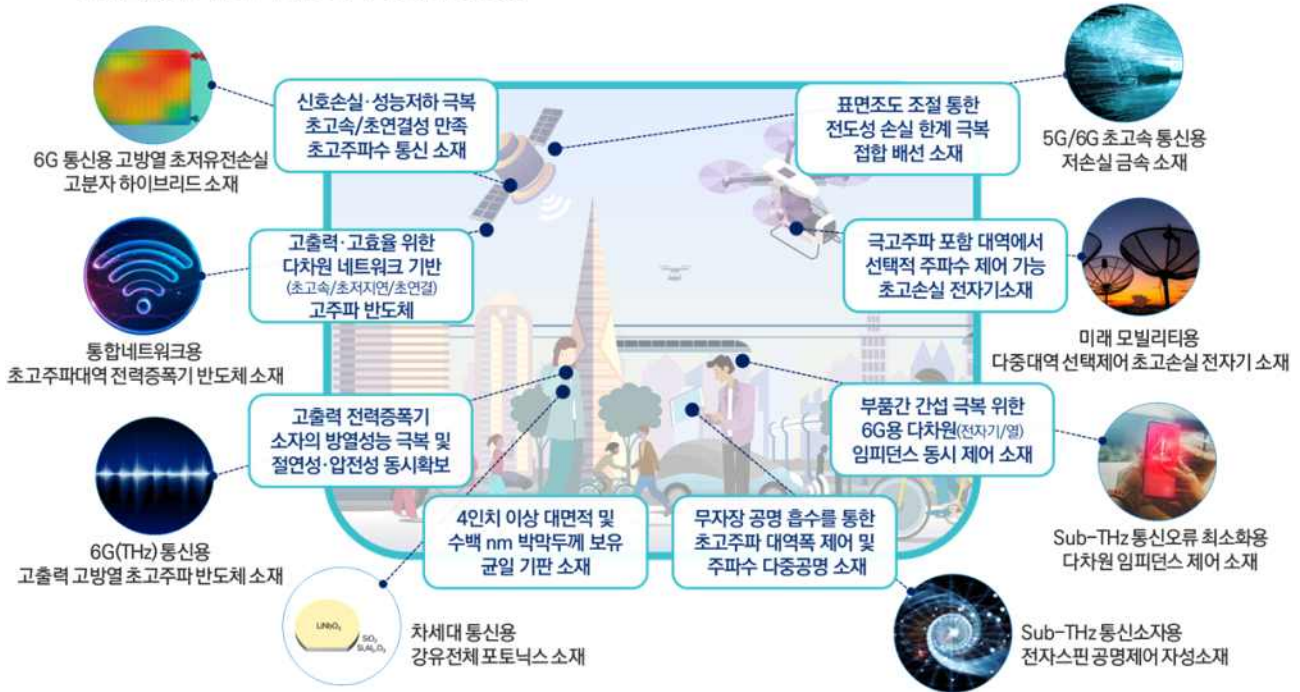 신호손실·성능저하 극복
초고속/초연결성 만족
초고주파수 통신 소재
표면조도 조절 통한
전도성 손실 한계 극복
접합 배선 소재
6G 통신용 고방열 초저유전손실
고분자 하이브리드 소재
5G/6G 초고속 통신용
저손실 금속 소재
고출력·고효율 위한
다차원 네트워크 기반
(초고속/초저지연/초연결)
고주파 반도체
극고주파 포함 대역에서
선택적 주파수 제어 가능
초고손실 전자기소재
통합네트워크용
초고주파대역 전력증폭기 반도체 소재
미래 모빌리티용
다중대역 선택제어 초고손실 전자기 소재
고출력 전력증폭기
소자의 방열성능 극복 및
절연성·압전성 동시확보
부품간 간섭 극복 위한
6G용 다차원(전자기/열)
임피던스 동시 제어 소재
6G(THz) 통신용
고출력 고방열 초고주파 반도체 소재
4인치 이상 대면적 및
수백 nm 박막두께 보유
균일 기판 소재
무자장 공명 흡수를 통한
초고주파 대역폭 제어 및
주파수 다중공명 소재
Sub-THz 통신오류 최소화용
다차원 임피던스 제어 소재
LiNbO₃
SiO₂
차세대 통신용
강유전체 포토닉스 소재
Sub-THz 통신소자용
전자스핀 공명제어 자성소재